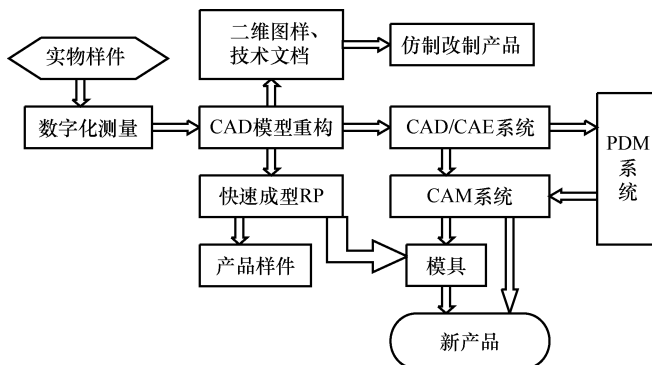 实物样件
二维图样、
技术文档
仿制改制产品
数字化测量
CAD模型重构
CAD/CAE系统
PDM
系
统
快速成型RP
CAM系统
产品样件
模具
新产品